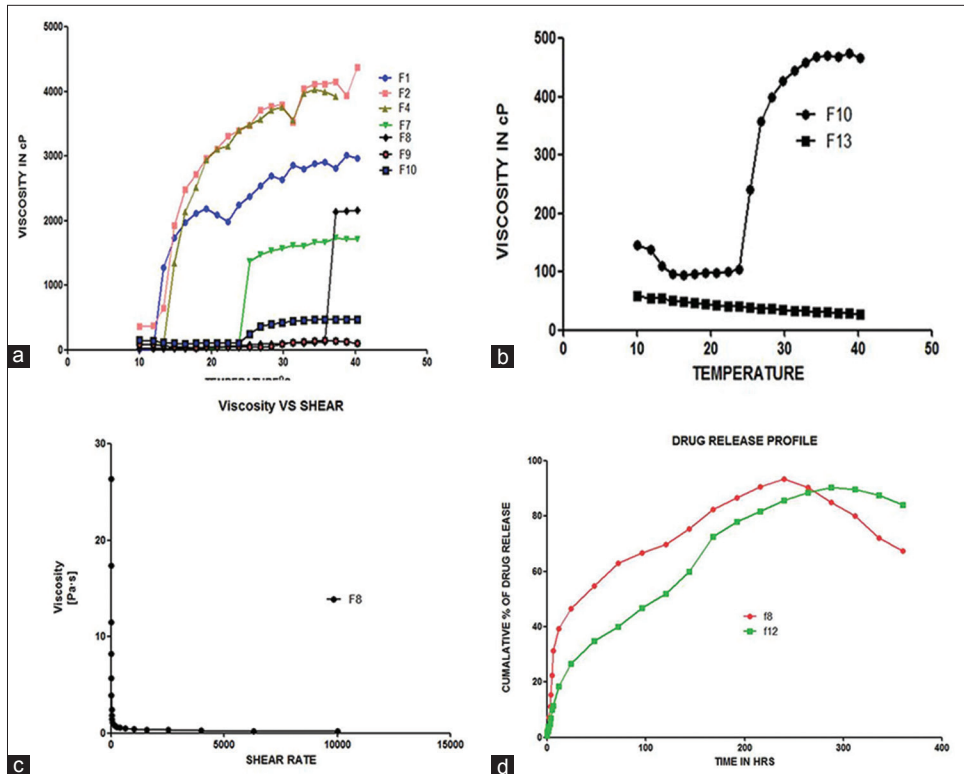 5000
4000
3000
2000
1000
0
VISCOSITY IN cP
0 10 20 30 40 50
F1
F2
F4
F7
F8
F9
F10
a
500
400
300
200
100
0
VISCOSITY IN cP
0 10 20 30 40 50
TEMPERATURE
F10
F13
b
Viscosity VS SHEAR
30
20
10
0
Viscosity
[Pa·s]
0 5000 10000 15000
SHEAR RATE
F8
c
DRUG RELEASE PROFILE
100
80
60
40
20
0
CUMALATIVE % OF DRUG RELEASE
0 100 200 300 400
TIME IN HRS
f8
f12
d